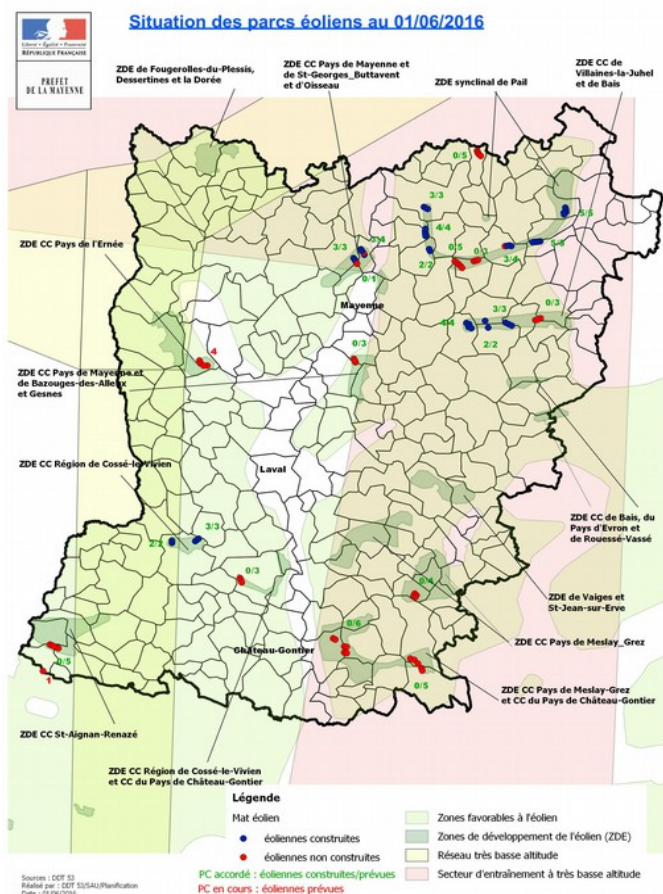 Situation des parcs éoliens au 01/06/2016
Liberté • Égalité • Fraternité
RÉPUBLIQUE FRANÇAISE
PREFET
DE LA MAYENNE
ZDE de Fougerolles-du-Plessis,
Dessertines et la Dorée
ZDE CC Pays de Mayenne et
de St-Georges_Buttavent
et d'Oisseau
ZDE synclinal de Pail
ZDE CC de
Villaines-la-Juhel
et de Bais
0/5
3/3
4/4
2/2
0/5
0/3
3/4
5/5
3/3
3/4
0/1
ZDE CC Pays de l'Ernée
Mayenne
3/3
0/3
4/4
2/2
4
0/3
ZDE CC Pays de Mayenne et
de Bazouges-des-Alleux
et Gesnes
ZDE CC Région de Cossé-le-Vivien
Laval
3/3
2/2
0/3
ZDE CC de Bais, du
Pays d'Evron et
de Rouessé-Vassé
0/4
ZDE de Vaiges et
St-Jean-sur-Erve
0/6
ZDE CC Pays de Meslay_Grez
Château-Gontier
0/5
1
0/5
ZDE CC Pays de Meslay-Grez
et CC du Pays de Château-Gontier
ZDE CC St-Aignan-Renazé
ZDE CC Région de Cossé-le-Vivien
et CC du Pays de Château-Gontier
Légende
Mat éolien
éoliennes construites
éoliennes non construites
PC accordé : éoliennes construites/prévues
PC en cours : éoliennes prévues
Zones favorables à l'éolien
Zones de développement de l'éolien (ZDE)
Réseau très basse altitude
Secteur d'entraînement à très basse altitude
Sources : DDT 53
Réalisé par : DDT 53/SAU/Planification
Date : 01/06/2016